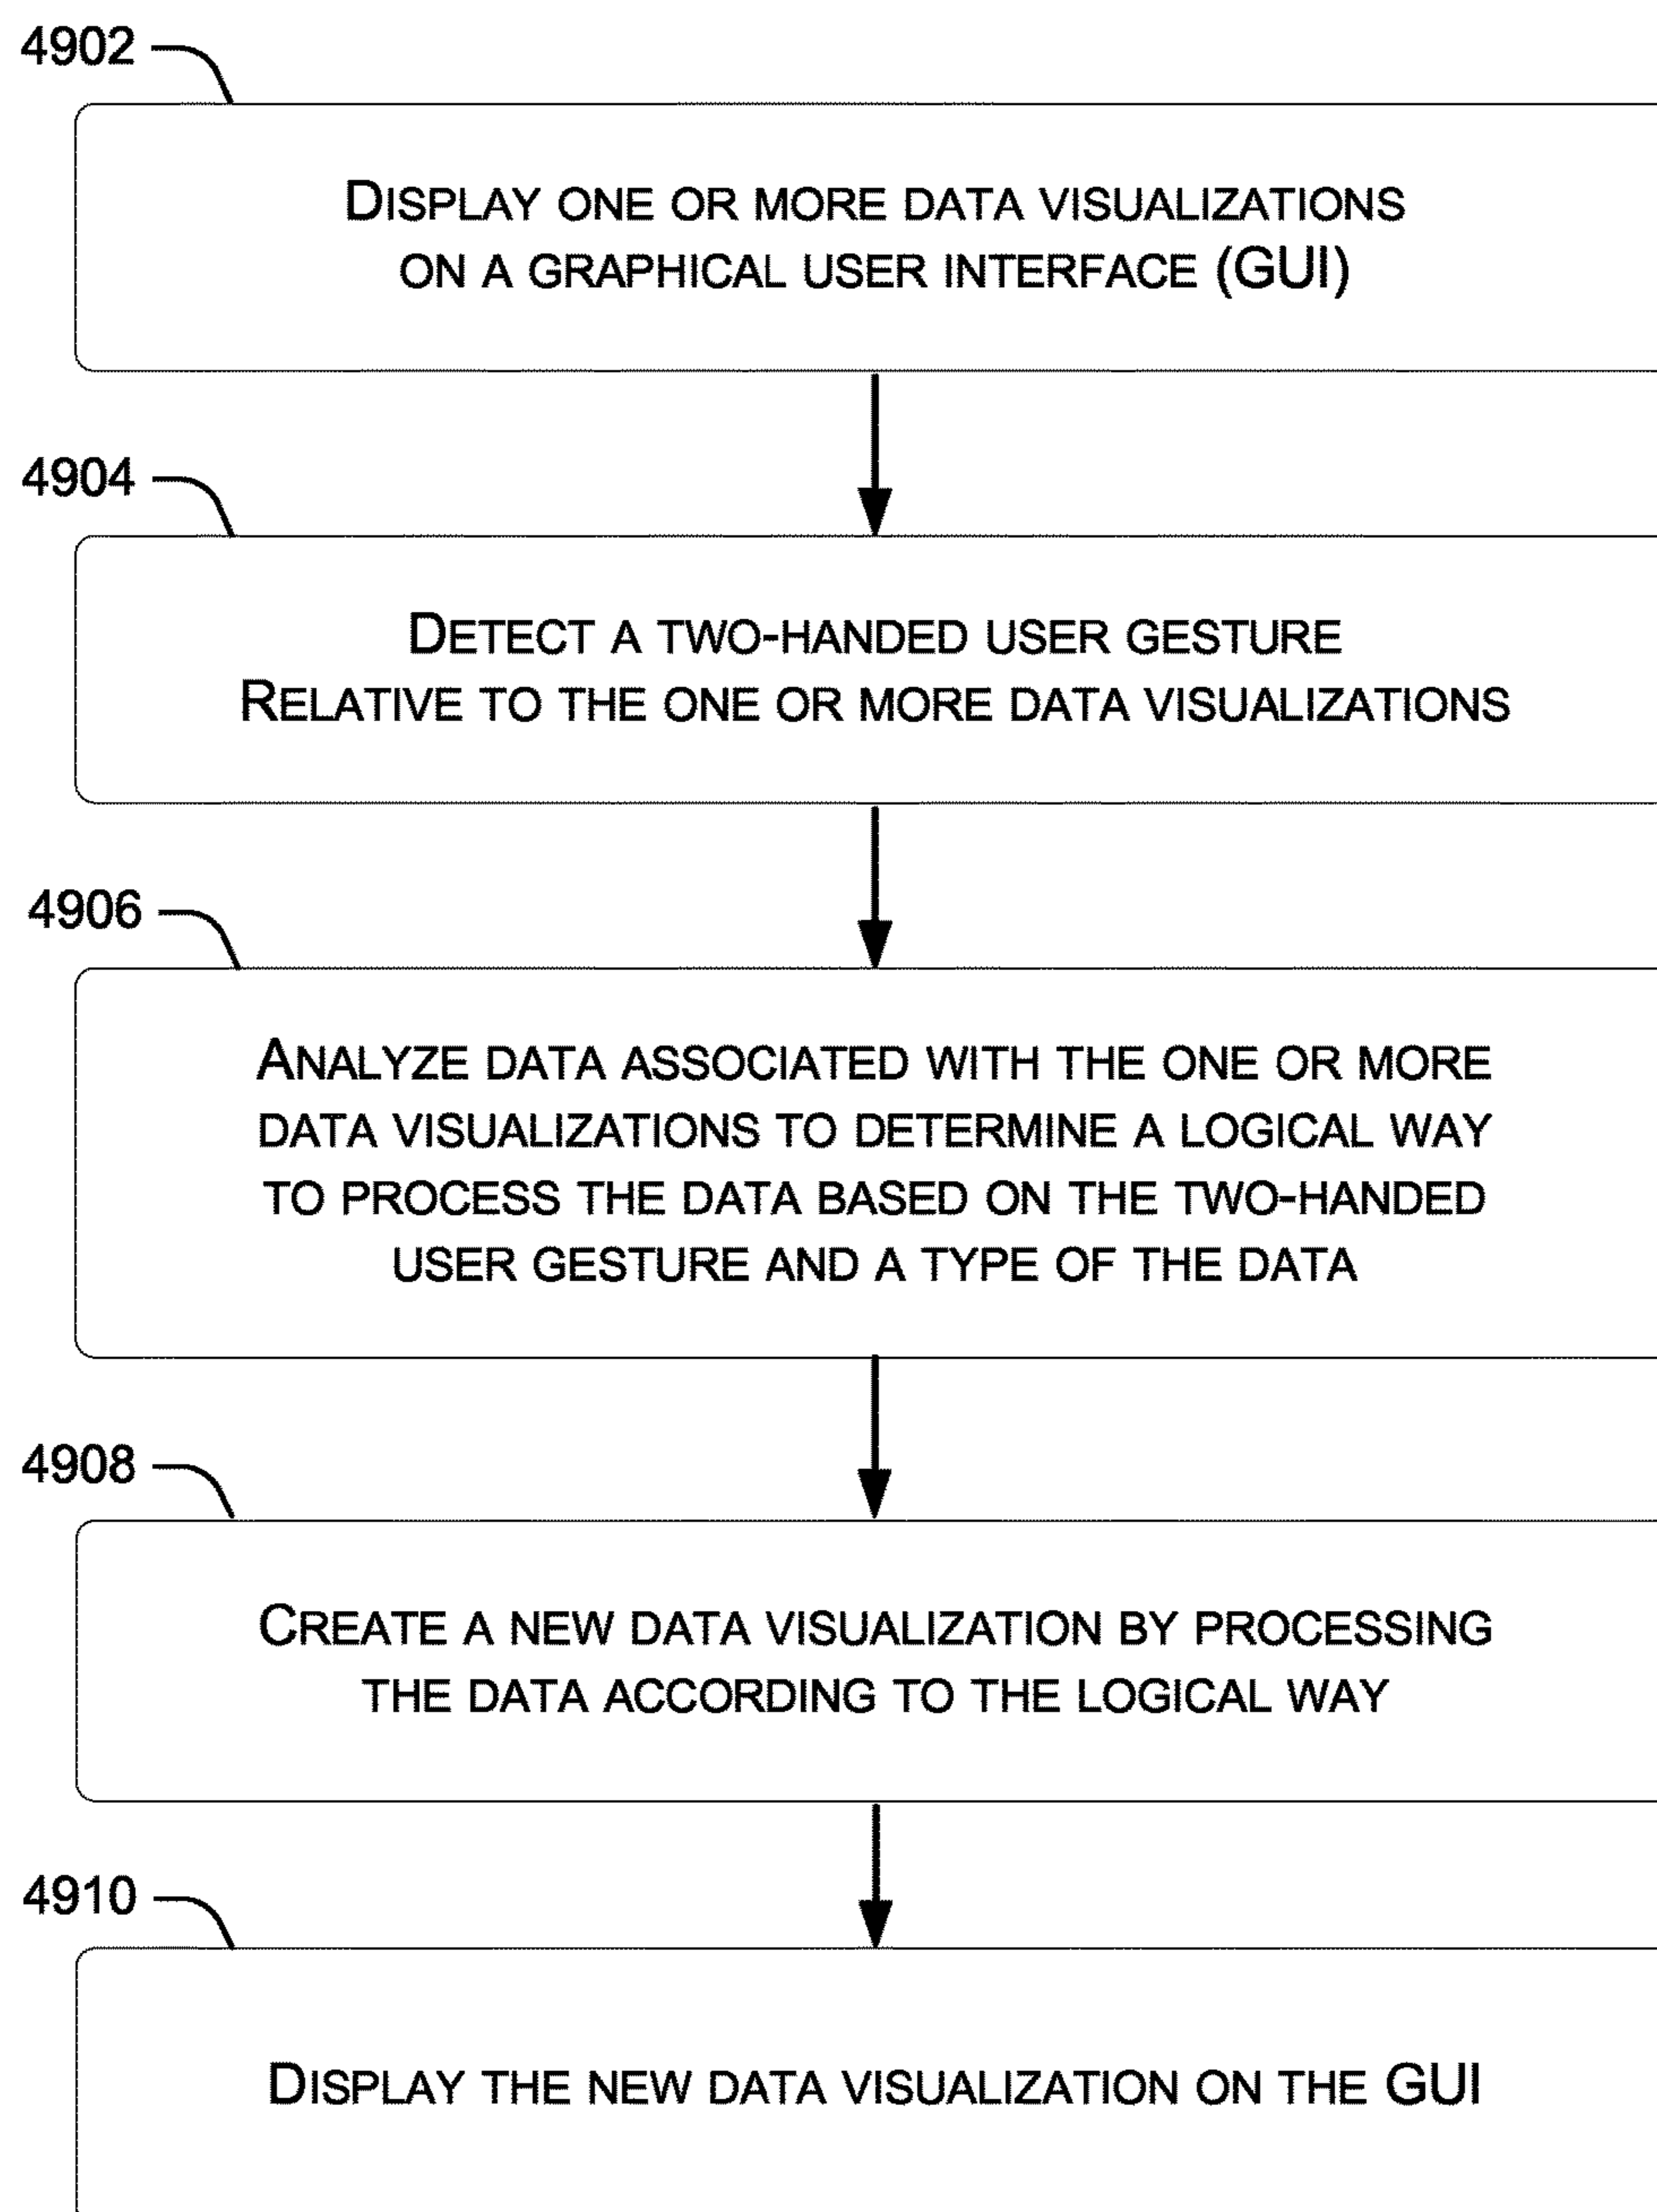 4902
DISPLAY ONE OR MORE DATA VISUALIZATIONS
ON A GRAPHICAL USER INTERFACE (GUI)
4904
DETECT A TWO-HANDED USER GESTURE
RELATIVE TO THE ONE OR MORE DATA VISUALIZATIONS
4906
ANALYZE DATA ASSOCIATED WITH THE ONE OR MORE
DATA VISUALIZATIONS TO DETERMINE A LOGICAL WAY
TO PROCESS THE DATA BASED ON THE TWO-HANDED
USER GESTURE AND A TYPE OF THE DATA
4908
CREATE A NEW DATA VISUALIZATION BY PROCESSING
THE DATA ACCORDING TO THE LOGICAL WAY
4910
DISPLAY THE NEW DATA VISUALIZATION ON THE GUI